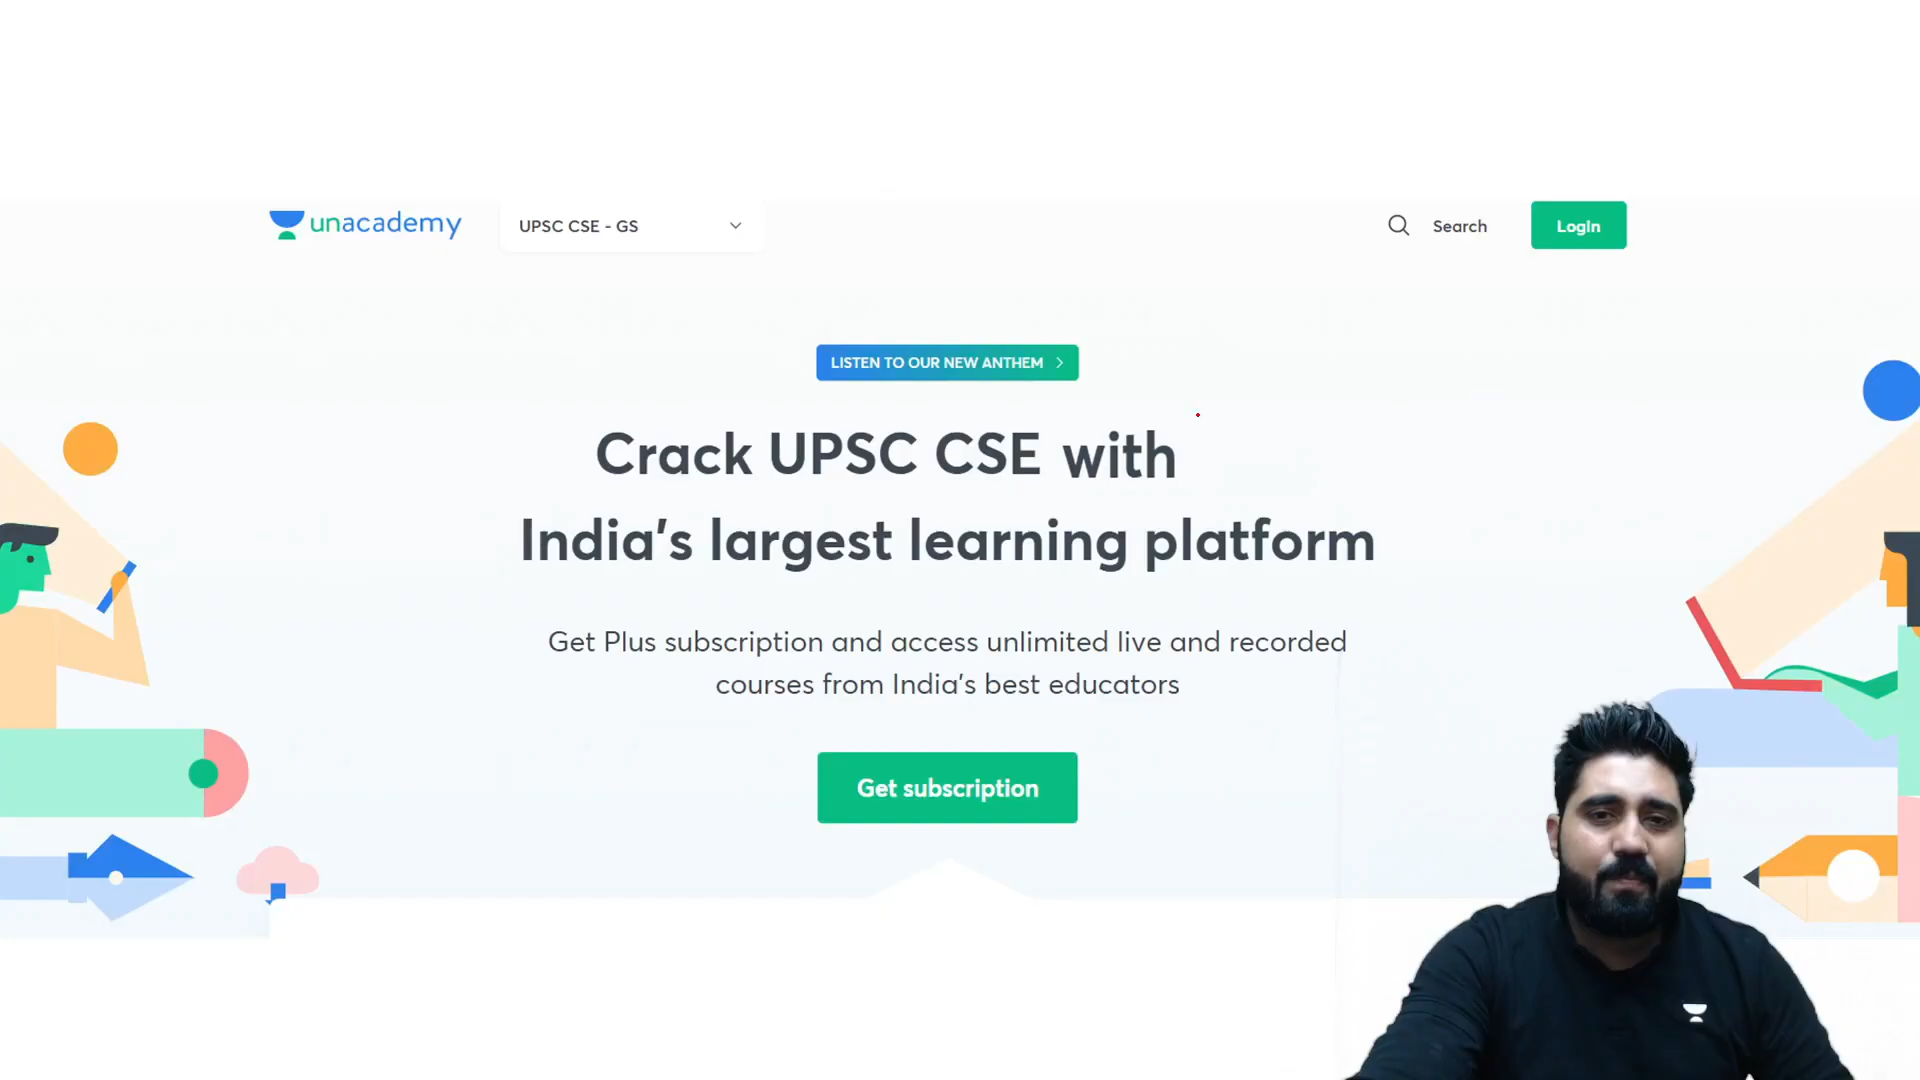 unacademy
UPSC CSE - GS
Search
Login
LISTEN TO OUR NEW ANTHEM
Crack UPSC CSE with
India's largest learning platform
Get Plus subscription and access unlimited live and recorded
courses from India's best educators
Get subscription